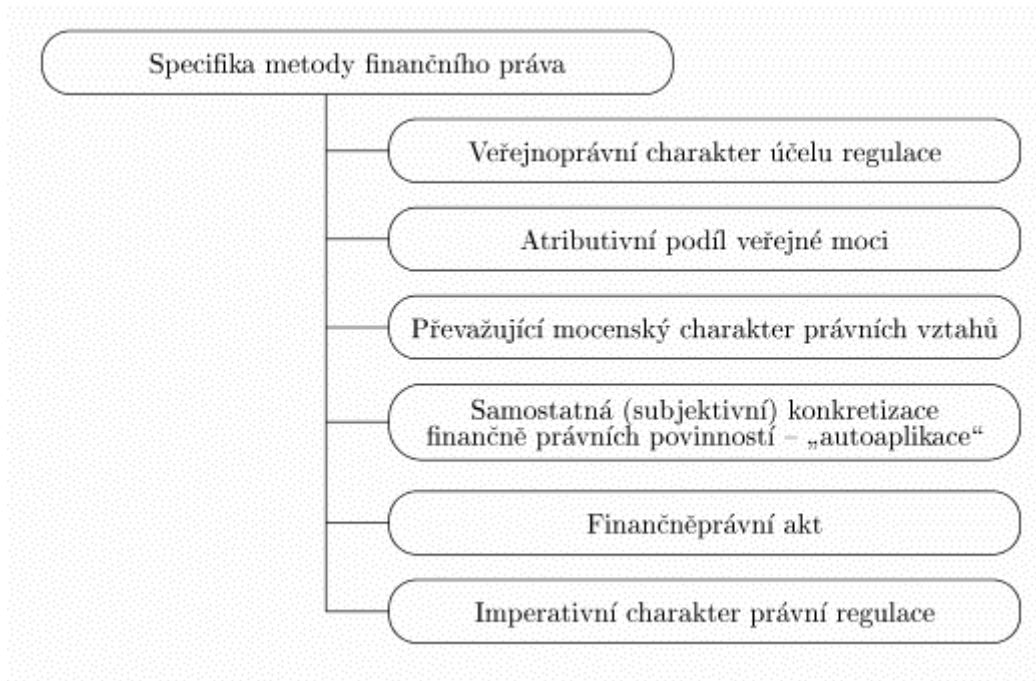 Specifika metody finančního práva
Veřejnoprávní charakter účelu regulace
Atributivní podíl veřejné moci
Převažující mocenský charakter právních vztahů
Samostatná (subjektivní) konkretizace
finančně právních povinností – „autoaplikace“
Finančněprávní akt
Imperativní charakter právní regulace